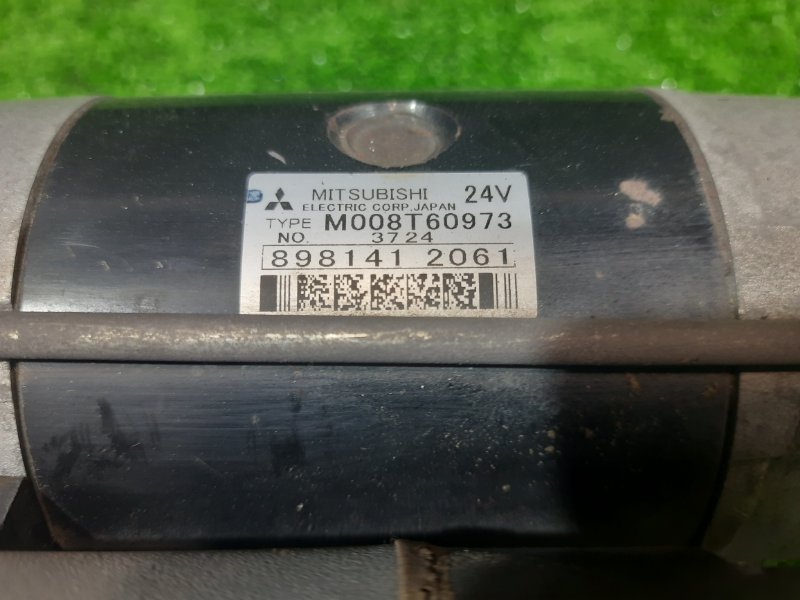 MITSUBISHI 24V
ELECTRIC CORP. JAPAN
TYPE M008T60973
NO. 3724
898141 2061